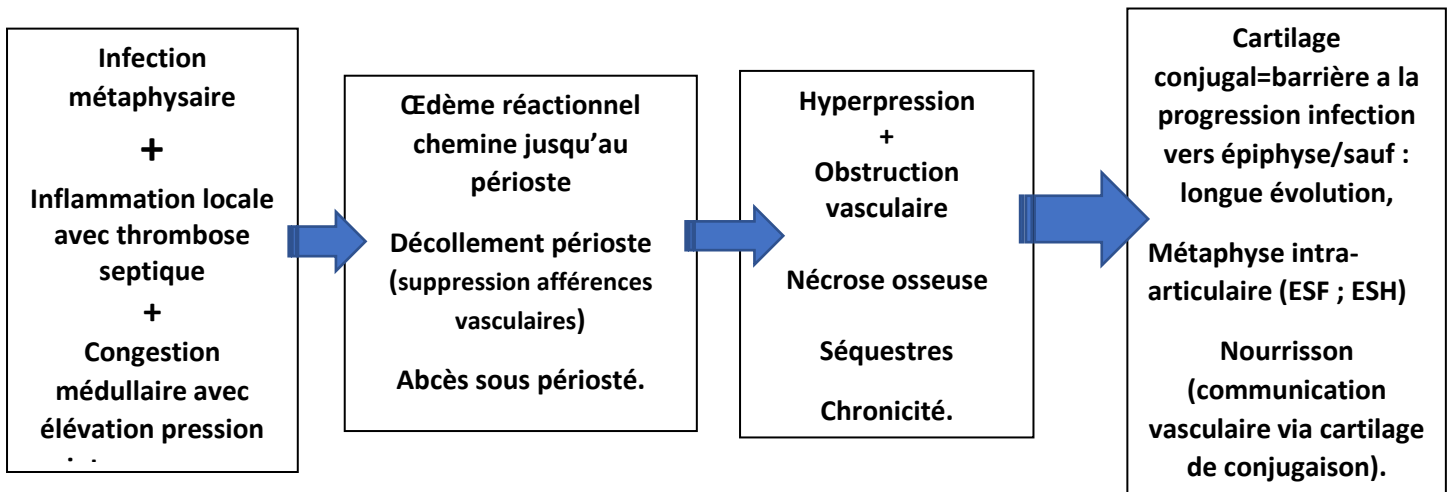 Infection
métaphysaire
+
Inflammation locale
avec thrombose
septique
+
Congestion
médullaire avec
élévation pression
Œdème réactionnel
chemine jusqu’au
périoste
Décollement périoste
(suppression afférences
vasculaires)
Abcès sous périosté.
Hyperpression
+
Obstruction
vasculaire
Nécrose osseuse
Séquestres
Chronicité.
Cartilage
conjugal=barrière a la
progression infection
vers épiphyse/sauf :
longue évolution,
Métaphyse intra-
articulaire (ESF ; ESH)
Nourrisson
(communication
vasculaire via cartilage
de conjugaison).